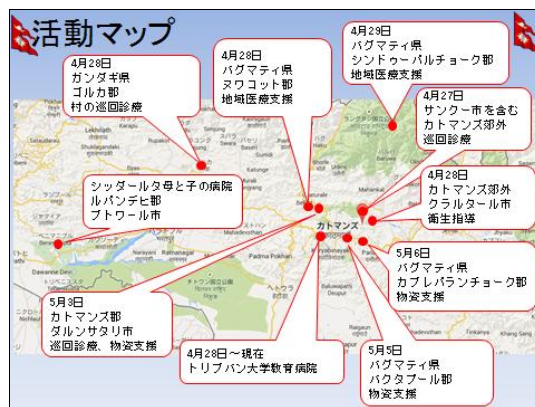 活動マップ
4月28日
ガンダギ県
ゴルカ郡
村の巡回診療
4月28日
バグマティ県
ヌワコット郡
地域医療支援
4月29日
バグマティ県
シンドゥーパルチョーク郡
地域医療支援
4月27日
サンクー市を含む
カトマンズ郊外
巡回診療
シッダールタ母と子の病院
ルパンデヒ郡
ブトワール市
4月28日
カトマンズ郊外
クラルタール市
衛生指導
カトマンズ
5月3日
カトマンズ郡
ダルンサタリ市
巡回診療、物資支援
4月28日～現在
トリブバン大学教育病院
5月6日
バグマティ県
カブレパランチョーク郡
物資支援
5月5日
バグマティ県
バクタプール郡
物資支援
Lekhnath
Padma Pokhari
ヘトウラ
Dawanne Devi
Khang Seng